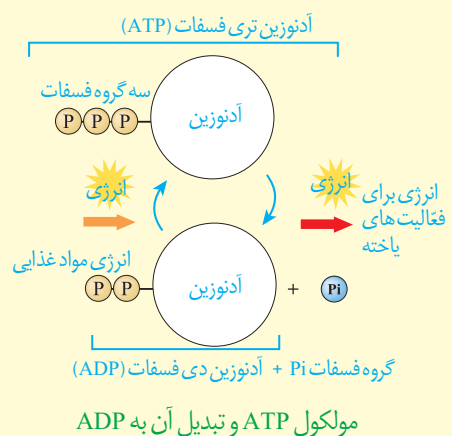 آدنوزین تری فسفات (ATP)
سه گروه فسفات
P P P
آدنوزین
انرژی
انرژی
انرژی برای
فعّالیت‌های
یاخته
انرژی مواد غذایی
P P
آدنوزین
+ Pi
گروه فسفات Pi + آدنوزین دی فسفات (ADP)
مولکول ATP و تبدیل آن به ADP